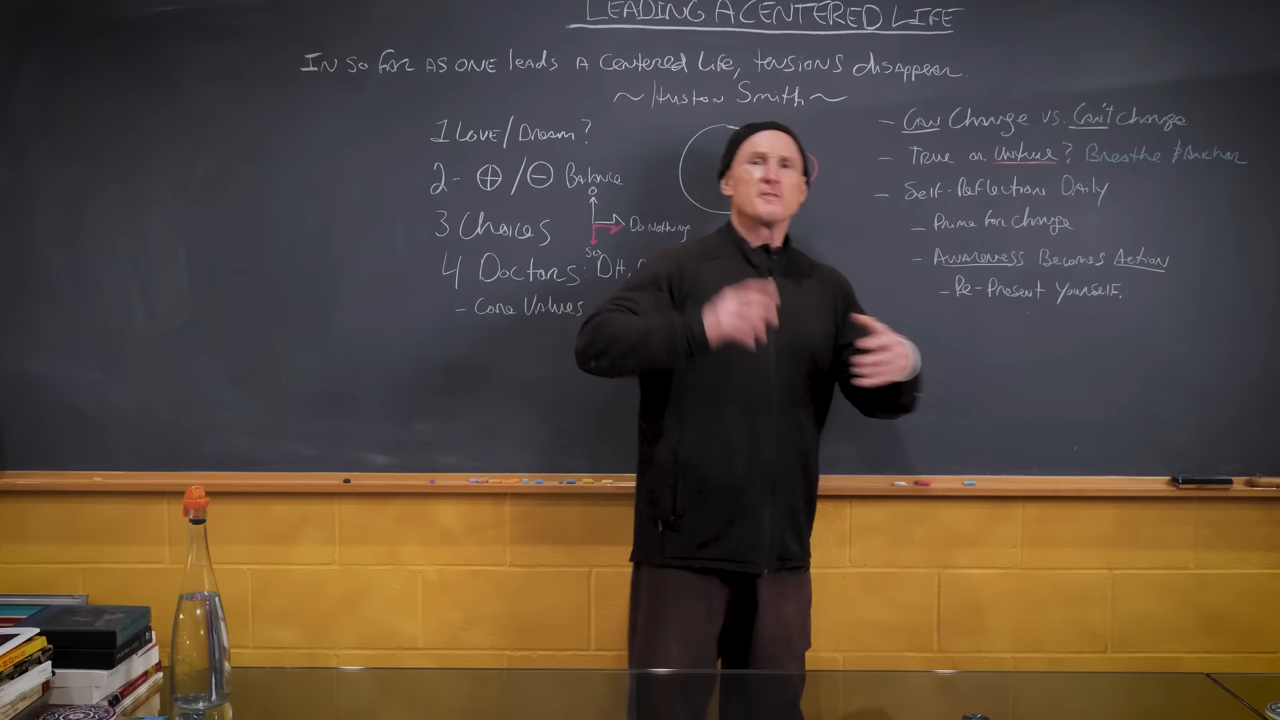 LEADING A CENTERED LIFE
IN SO FAR AS ONE leads A Centered Life, tensions disappear.
~ Huston Smith ~
1 LOVE/Dream?
2- ⊕/⊖ Balance
3 Choices
O
Do Nothing
SO
4 Doctors: DH,
- Core Values
- CAN Change vs. Can't change
- True or Untrue? Breathe & Anchor
- Self-Reflection Daily
- Prime for change
- Awareness Becomes Action
- Re-Present Yourself.